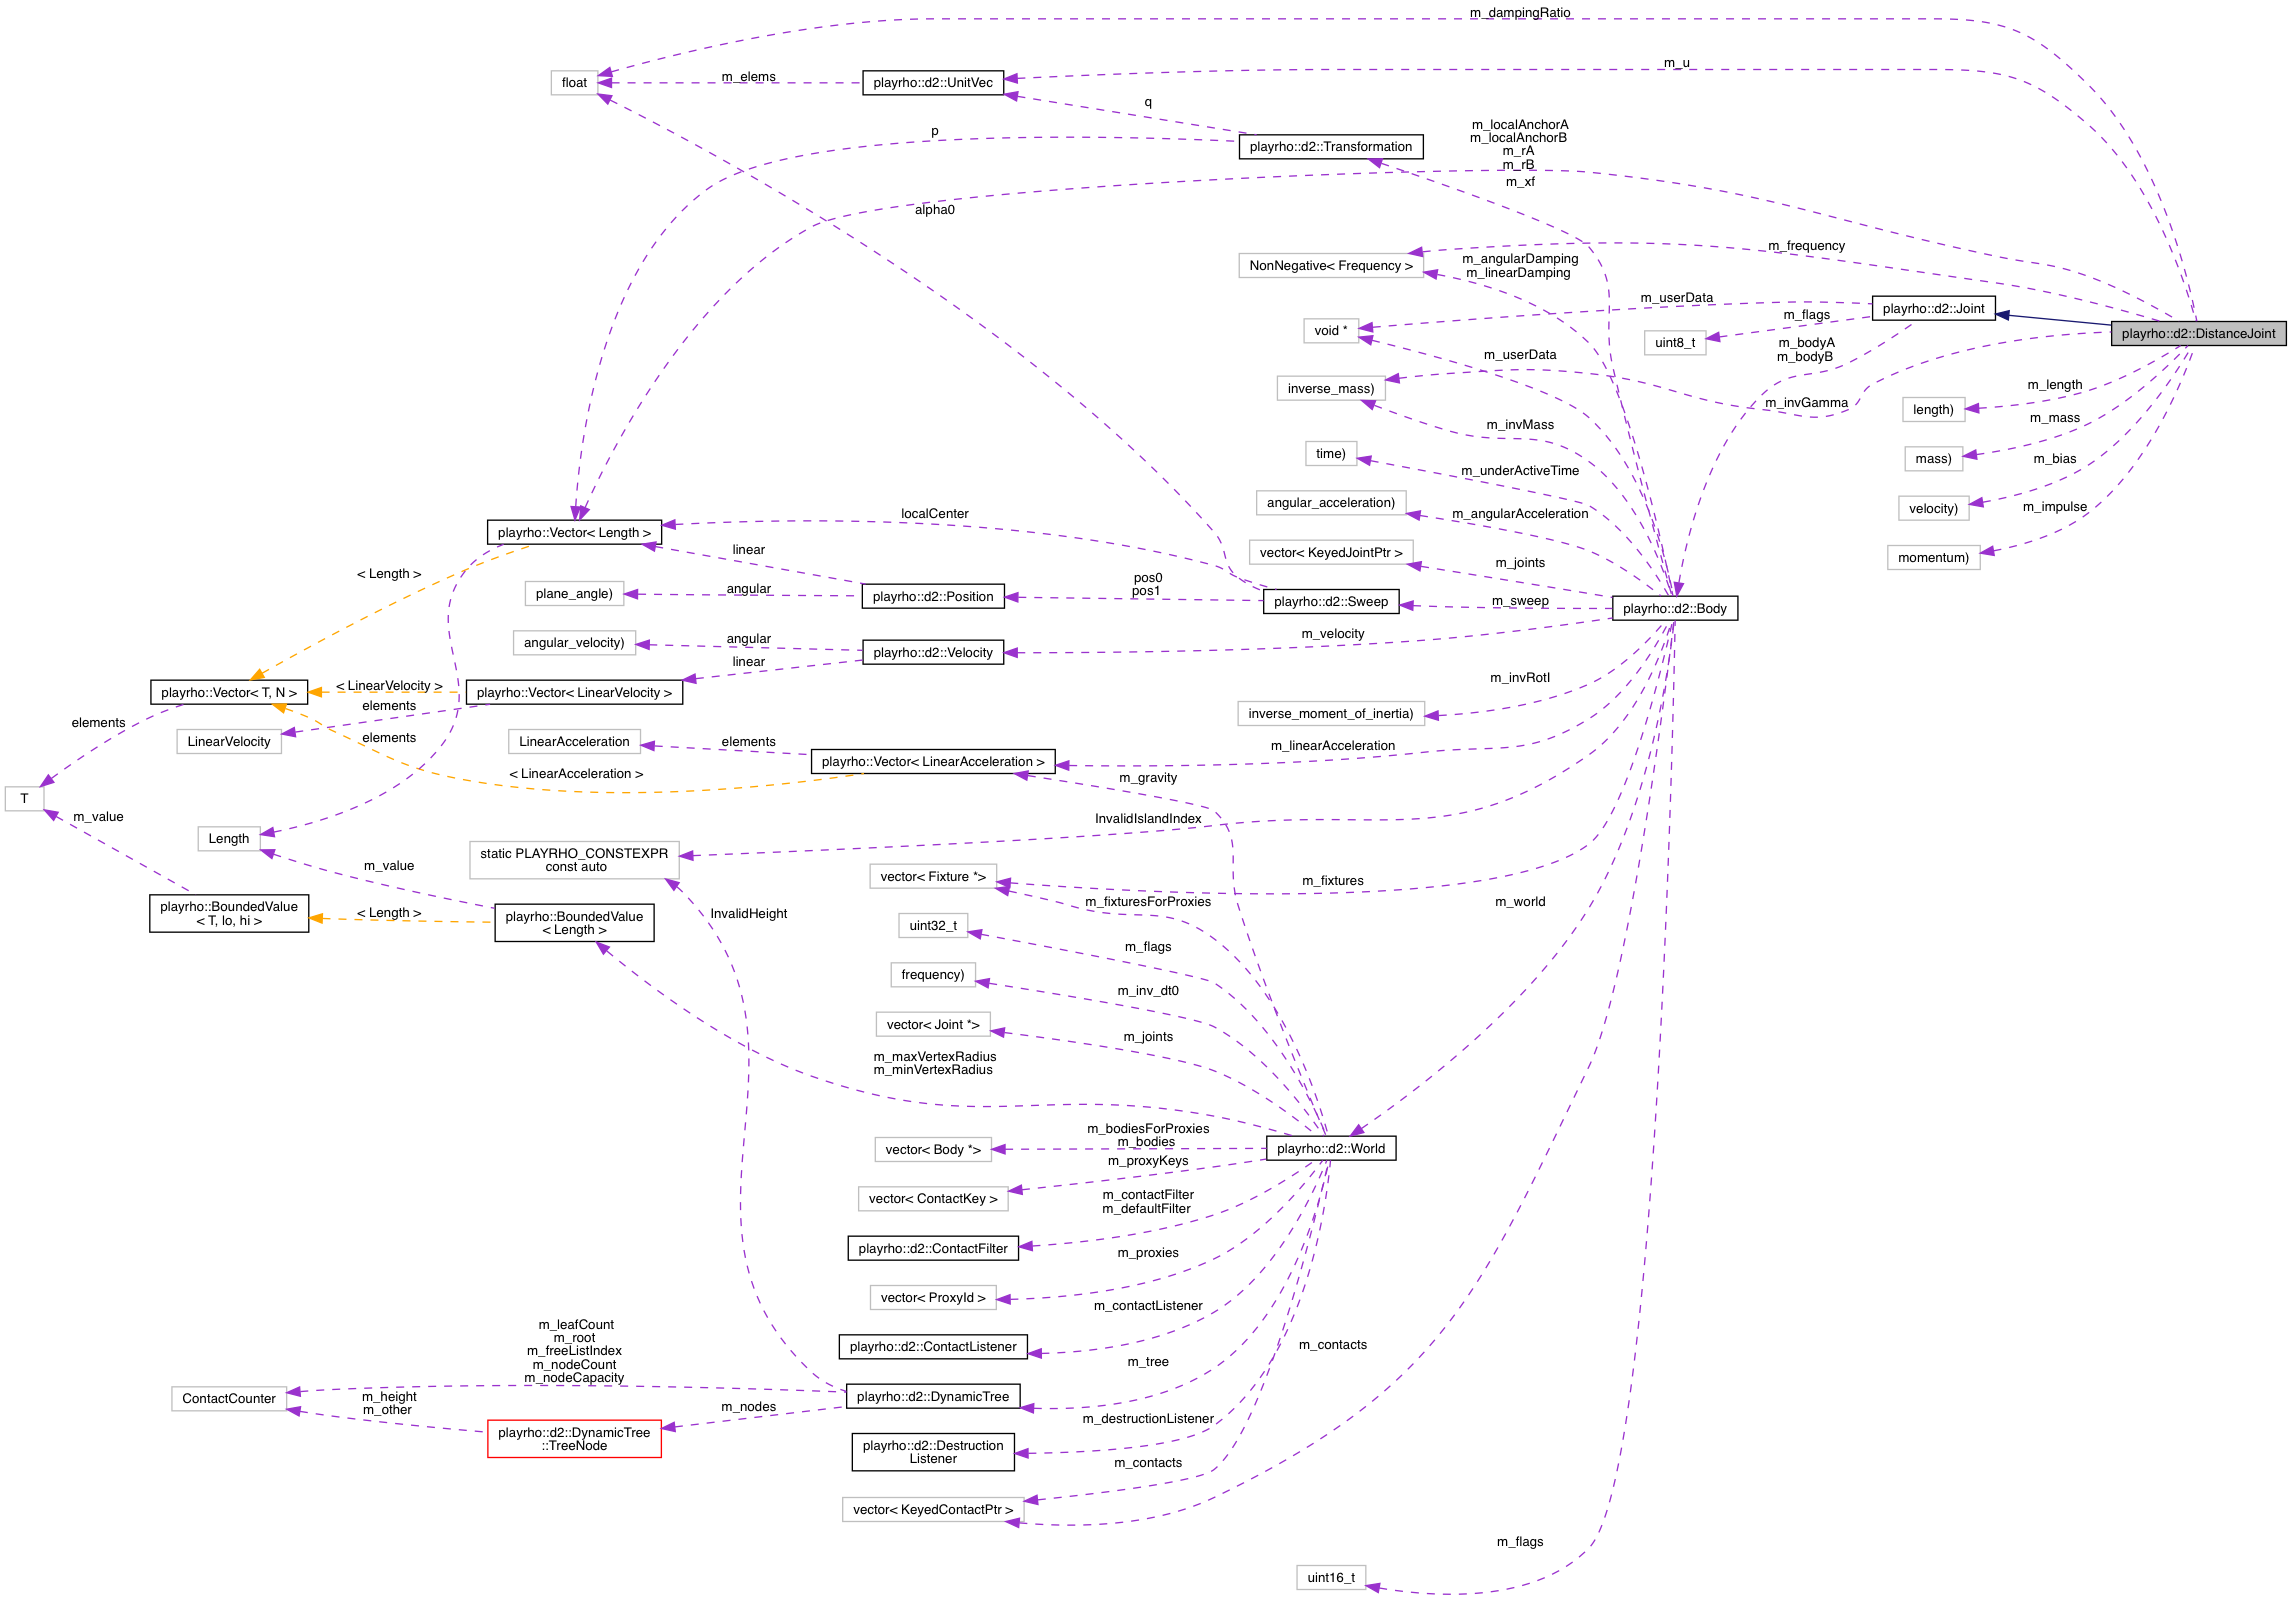 m_dampingRatio
m_u
float
m_elems
playrho::d2::UnitVec
q
p
playrho::d2::Transformation
m_localAnchorA
m_localAnchorB
m_rA
m_rB
m_xf
alpha0
m_frequency
NonNegative< Frequency >
m_angularDamping
m_linearDamping
m_userData
playrho::d2::Joint
m_flags
void *
uint8_t
playrho::d2::DistanceJoint
m_bodyA
m_bodyB
m_userData
inverse_mass)
m_length
m_invGamma
length)
m_mass
m_invMass
time)
mass)
m_bias
m_underActiveTime
angular_acceleration)
velocity)
m_impulse
m_angularAcceleration
localCenter
playrho::Vector< Length >
linear
vector< KeyedJointPtr >
momentum)
m_joints
< Length >
plane_angle)
angular
playrho::d2::Position
pos0
pos1
playrho::d2::Sweep
m_sweep
playrho::d2::Body
angular_velocity)
angular
playrho::d2::Velocity
m_velocity
linear
m_invRotI
playrho::Vector< T, N >
< LinearVelocity >
playrho::Vector< LinearVelocity >
elements
elements
inverse_moment_of_inertia)
LinearVelocity
elements
LinearAcceleration
elements
m_linearAcceleration
playrho::Vector< LinearAcceleration >
< LinearAcceleration >
m_gravity
T
m_value
InvalidIslandIndex
Length
static PLAYRHO_CONSTEXPR
const auto
m_value
vector< Fixture *>
m_fixtures
m_fixturesForProxies
m_world
playrho::BoundedValue
< T, lo, hi >
< Length >
playrho::BoundedValue
< Length >
InvalidHeight
uint32_t
m_flags
frequency)
m_inv_dt0
vector< Joint *>
m_joints
m_maxVertexRadius
m_minVertexRadius
m_bodiesForProxies
m_bodies
vector< Body *>
playrho::d2::World
m_proxyKeys
vector< ContactKey >
m_contactFilter
m_defaultFilter
playrho::d2::ContactFilter
m_proxies
vector< ProxyId >
m_contactListener
playrho::d2::ContactListener
m_contacts
m_tree
m_leafCount
m_root
m_freeListIndex
m_nodeCount
m_nodeCapacity
ContactCounter
m_height
m_other
playrho::d2::DynamicTree
m_nodes
playrho::d2::DynamicTree
::TreeNode
m_destructionListener
playrho::d2::Destruction
Listener
m_contacts
vector< KeyedContactPtr >
m_flags
uint16_t